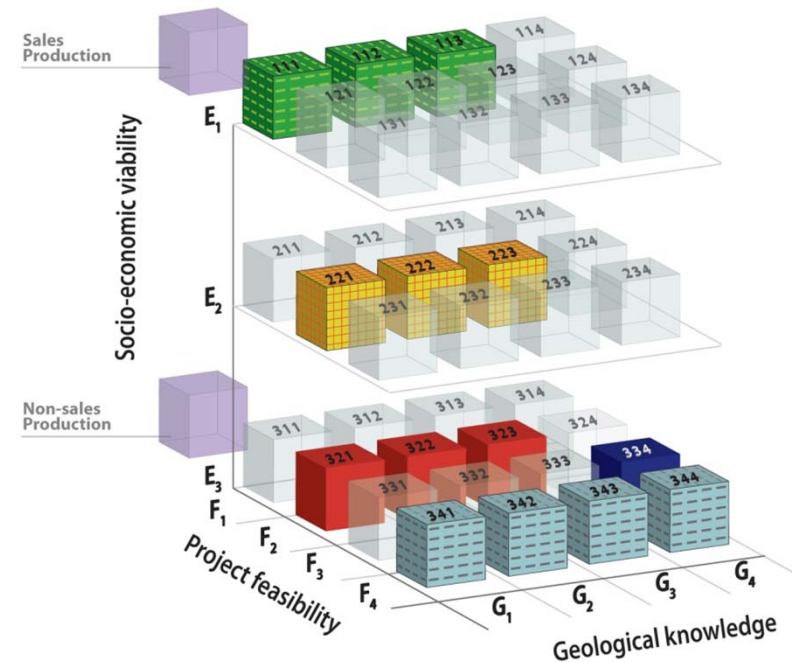 Sales
Production
Socio-economic viability
E1
111
112
113
114
121
122
123
124
131
132
133
134
E2
211
212
213
214
221
222
223
224
231
232
233
234
Non-sales
Production
E3
311
312
313
314
321
322
323
324
331
332
333
334
341
342
343
344
F1
F2
F3
F4
Project feasibility
G1
G2
G3
G4
Geological knowledge